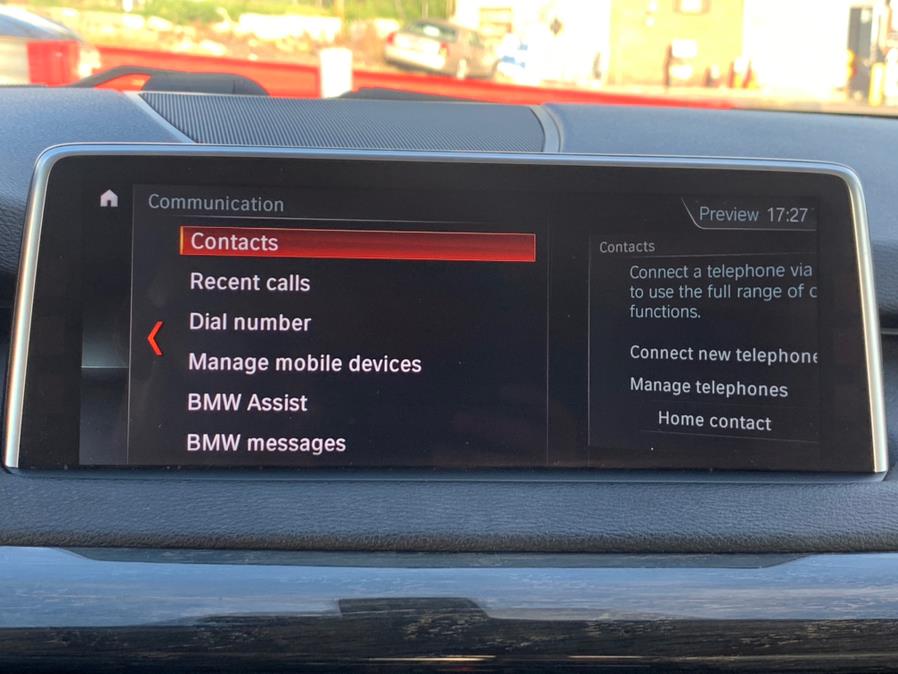 Communication
Preview 17:27
Contacts
Recent calls
Dial number
Manage mobile devices
BMW Assist
BMW messages
Contacts
Connect a telephone via
to use the full range of c
functions.
Connect new telephone
Manage telephones
Home contact